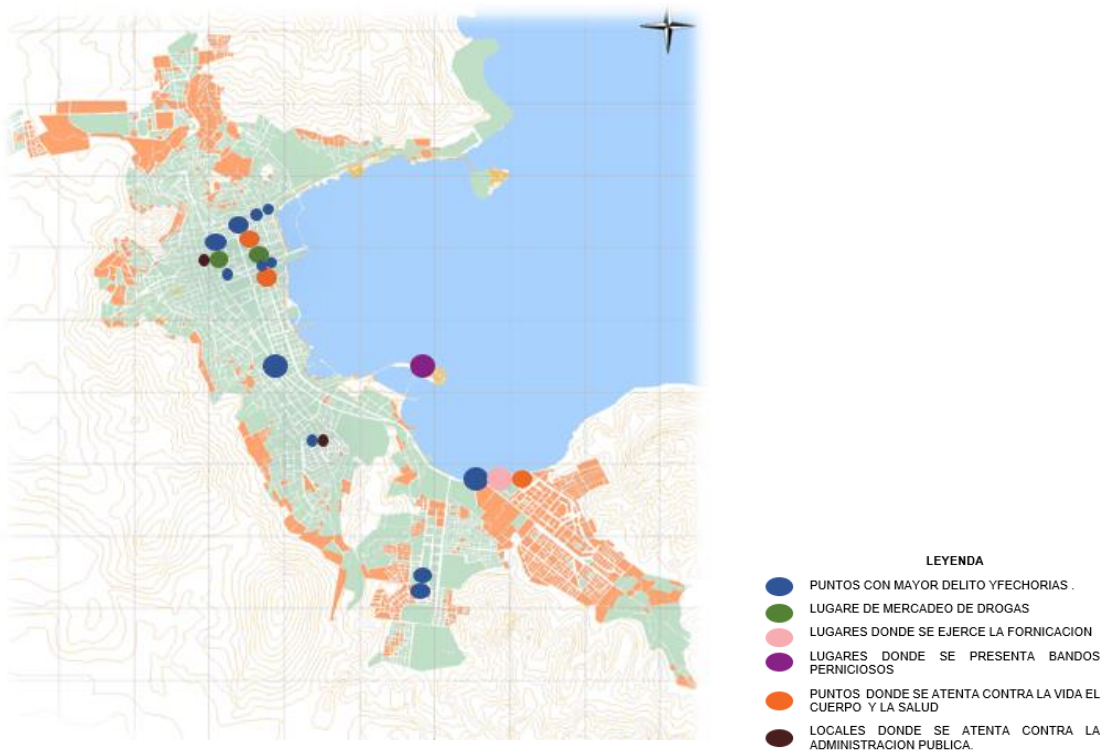 LEYENDA
PUNTOS CON MAYOR DELITO YFECHORIAS .
LUGARE DE MERCADEO DE DROGAS
LUGARES DONDE SE EJERCE LA FORNICACION
LUGARES DONDE SE PRESENTA BANDOS
PERNICIOSOS
PUNTOS DONDE SE ATENTA CONTRA LA VIDA EL
CUERPO Y LA SALUD
LOCALES DONDE SE ATENTA CONTRA LA
ADMINISTRACION PUBLICA.